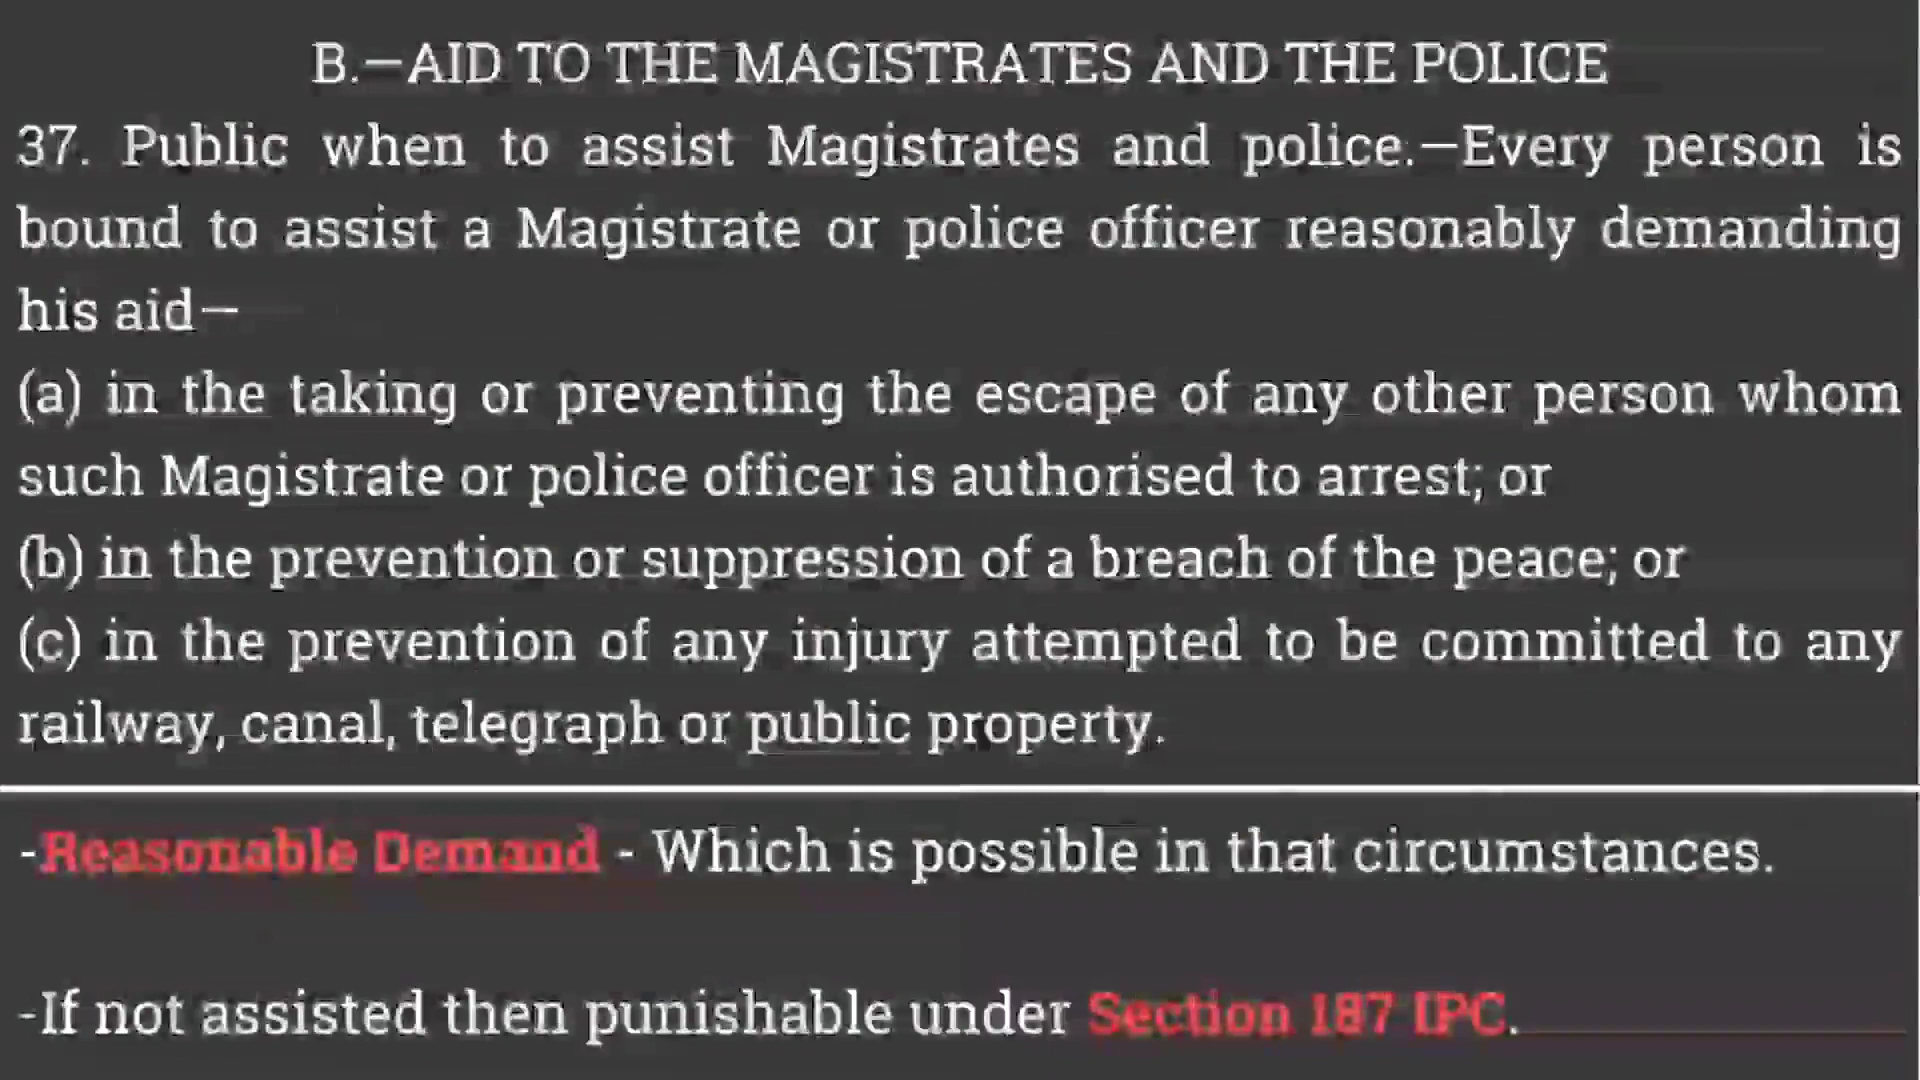 B.—AID TO THE MAGISTRATES AND THE POLICE
37. Public when to assist Magistrates and police.—Every person is
bound to assist a Magistrate or police officer reasonably demanding
his aid—
(a) in the taking or preventing the escape of any other person whom
such Magistrate or police officer is authorised to arrest; or
(b) in the prevention or suppression of a breach of the peace; or
(c) in the prevention of any injury attempted to be committed to any
railway, canal, telegraph or public property.
-Reasonable Demand - Which is possible in that circumstances.
-If not assisted then punishable under Section 187 IPC.